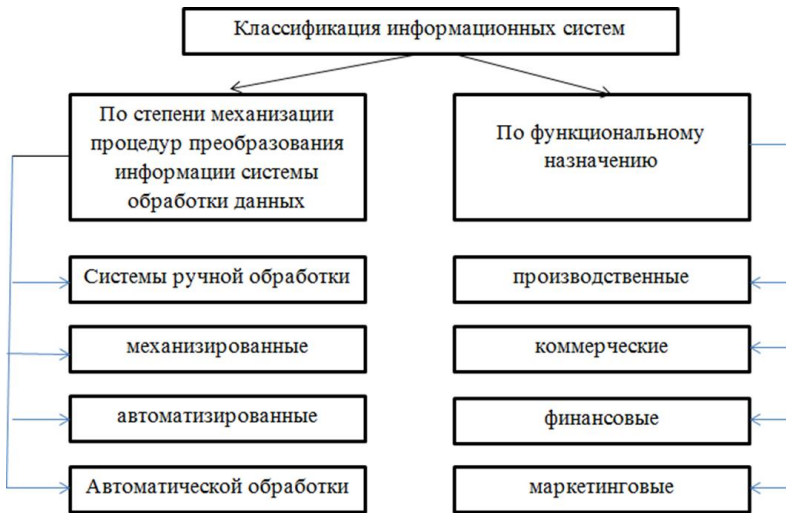 Классификация информационных систем
По степени механизации
процедур преобразования
информации системы
обработки данных
По функциональному
назначению
Системы ручной обработки
механизированные
автоматизированные
Автоматической обработки
производственные
коммерческие
финансовые
маркетинговые